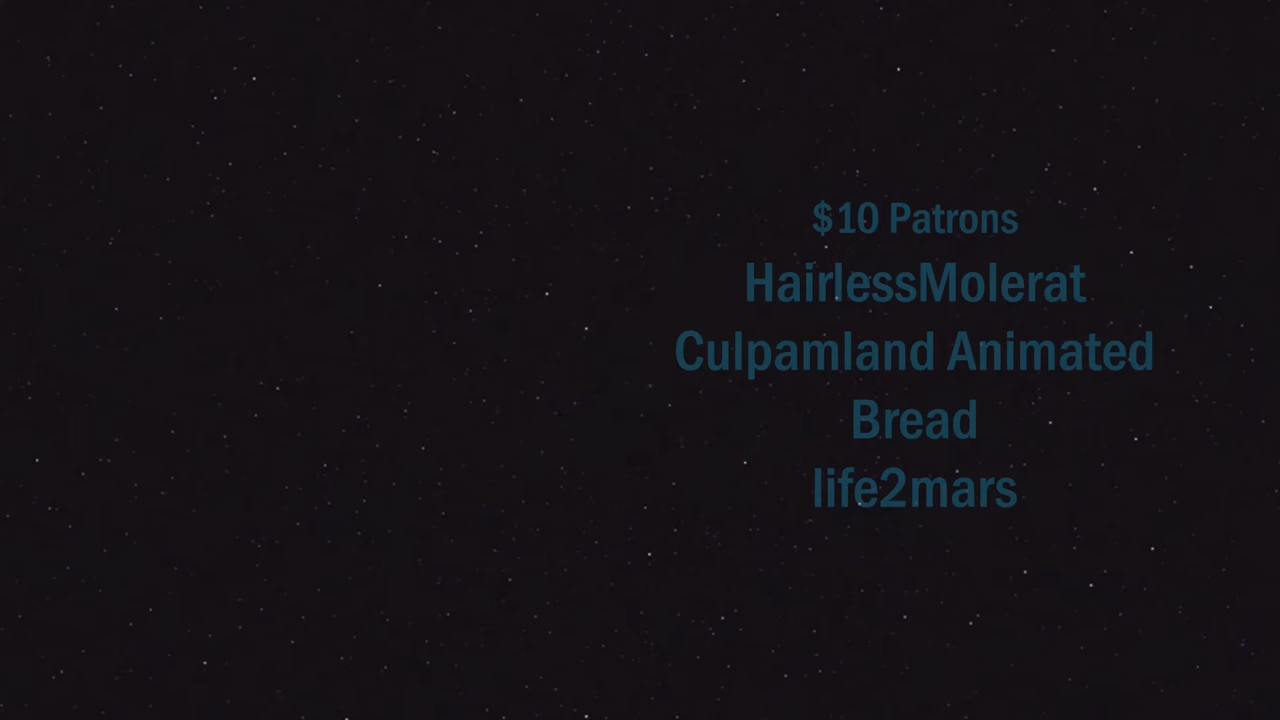 $10 Patrons
HairlessMolerat
Culpamland Animated
Bread
life2mars